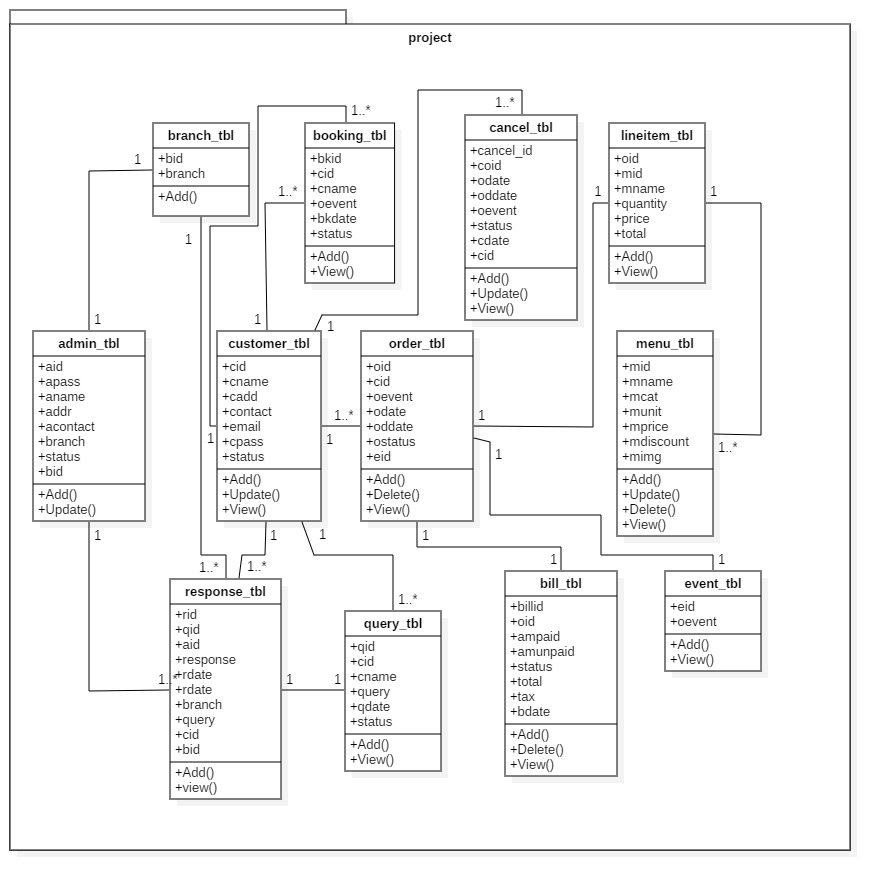 project
branch_tbl
+bid
+branch
+Add()
booking_tbl
+bkid
+cid
+cname
+oevent
+bkdate
+status
+Add()
+View()
cancel_tbl
+cancel_id
+coid
+odate
+oddate
+oevent
+status
+cdate
+cid
+Add()
+Update()
+View()
lineitem_tbl
+oid
+mid
+mname
+quantity
+price
+total
+Add()
+View()
1
1
1
1..*
1..*
1
1..*
1
1
1
admin_tbl
+aid
+apass
+aname
+addr
+acontact
+branch
+status
+bid
+Add()
+Update()
customer_tbl
+cid
+cname
+cadd
+contact
+email
+cpass
+status
+Add()
+Update()
+View()
order_tbl
+oid
+cid
+oevent
+odate
+oddate
+ostatus
+eid
+Add()
+Delete()
+View()
menu_tbl
+mid
+mname
+mcat
+munit
+mprice
+mdiscount
+mimg
+Add()
+Update()
+Delete()
+View()
1
1..*
1
1
1..*
1
1
1
1
1
1..*
1..*
1..*
1
1
response_tbl
+rid
+qid
+aid
+response
+rdate
+rdate
+branch
+query
+cid
+bid
+Add()
+view()
1..*
1
1
query_tbl
+qid
+cid
+cname
+query
+qdate
+status
+Add()
+View()
bill_tbl
+billid
+oid
+ampaid
+amunpaid
+status
+total
+tax
+bdate
+Add()
+Delete()
+View()
event_tbl
+eid
+oevent
+Add()
+View()